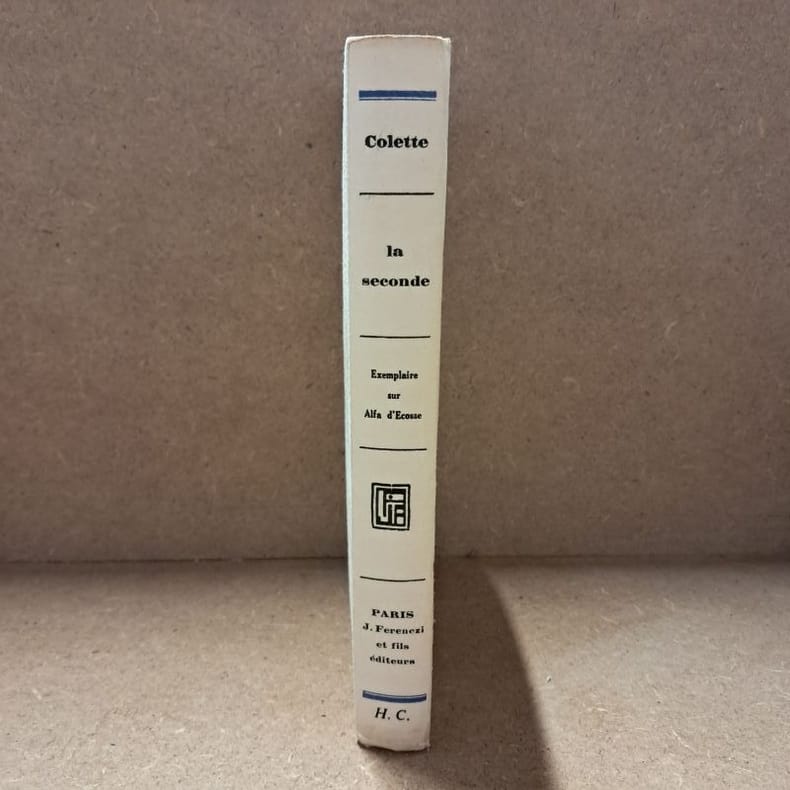 Colette
la
seconde
Exemplaire
sur
Alfa d'Ecosse
PARIS
J. Ferenczi
et fils
éditeurs
H. C.